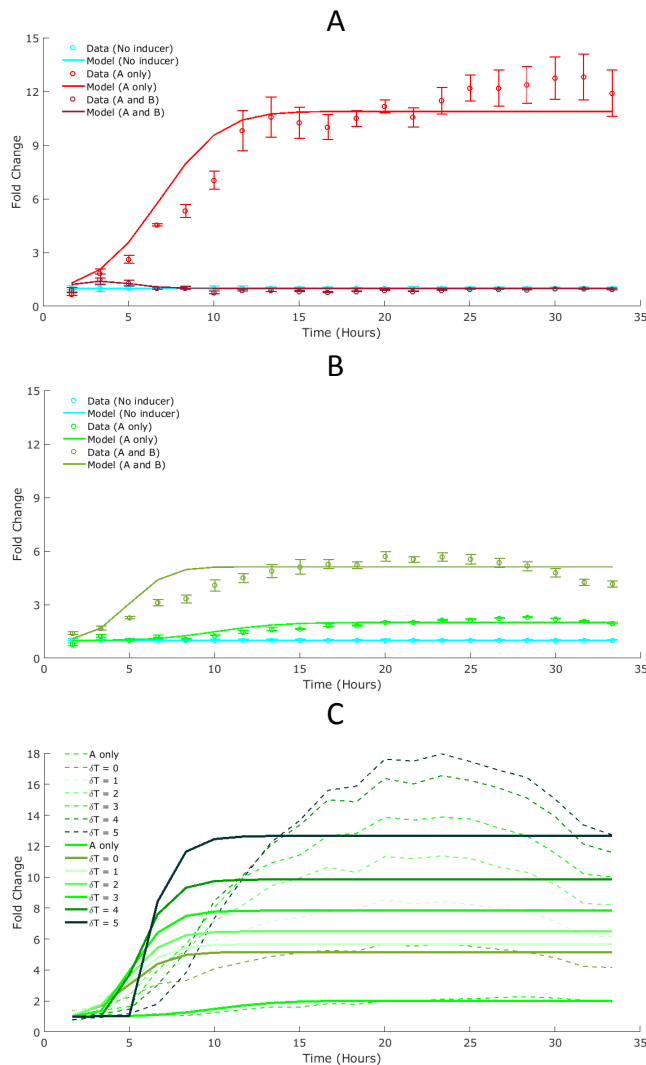 A
15
12
9
6
3
0
Fold Change
Data (No inducer)
Model (No inducer)
Data (A only)
Model (A only)
Data (A and B)
Model (A and B)
0 5 10 15 20 25 30 35
Time (Hours)
B
15
12
9
6
3
0
Fold Change
Data (No inducer)
Model (No inducer)
Data (A only)
Model (A only)
Data (A and B)
Model (A and B)
0 5 10 15 20 25 30 35
Time (Hours)
C
18
16
14
12
10
8
6
4
2
0
Fold Change
A only
δT = 0
δT = 1
δT = 2
δT = 3
δT = 4
δT = 5
A only
δT = 0
δT = 1
δT = 2
δT = 3
δT = 4
δT = 5
0 5 10 15 20 25 30 35
Time (Hours)